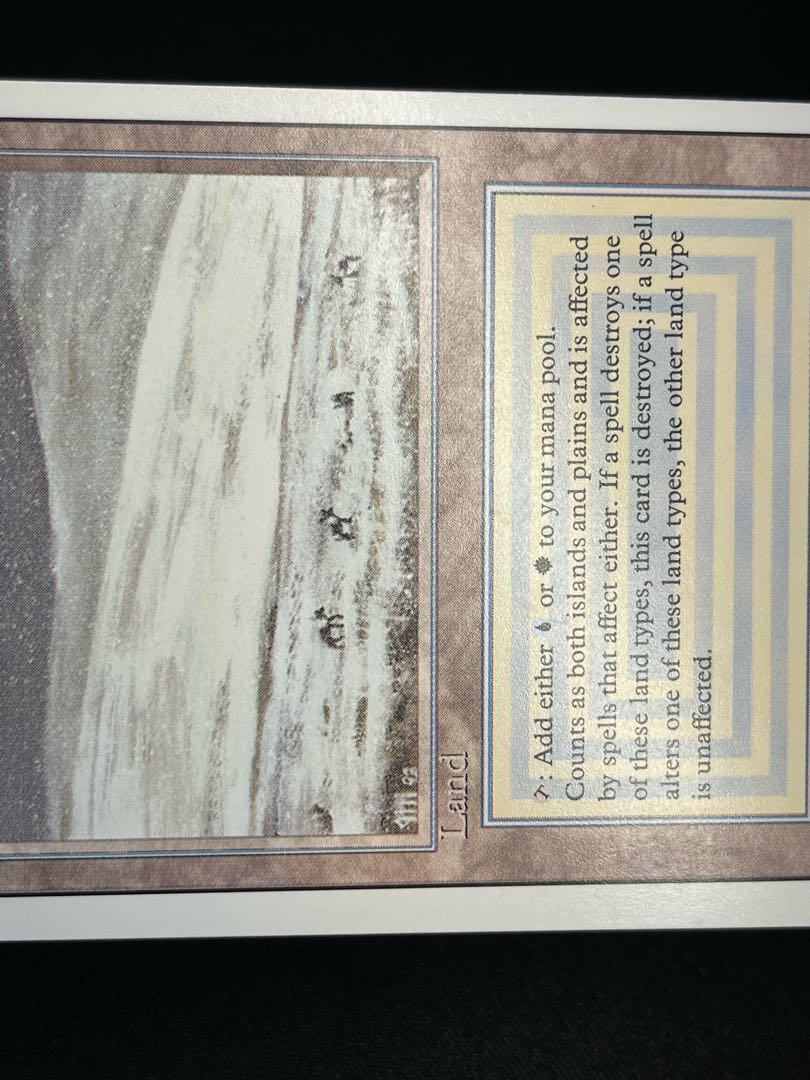 Land
: Add either or to your mana pool.
Counts as both islands and plains and is affected
by spells that affect either. If a spell destroys one
of these land types, this card is destroyed; if a spell
alters one of these land types, the other land type
is unaffected.